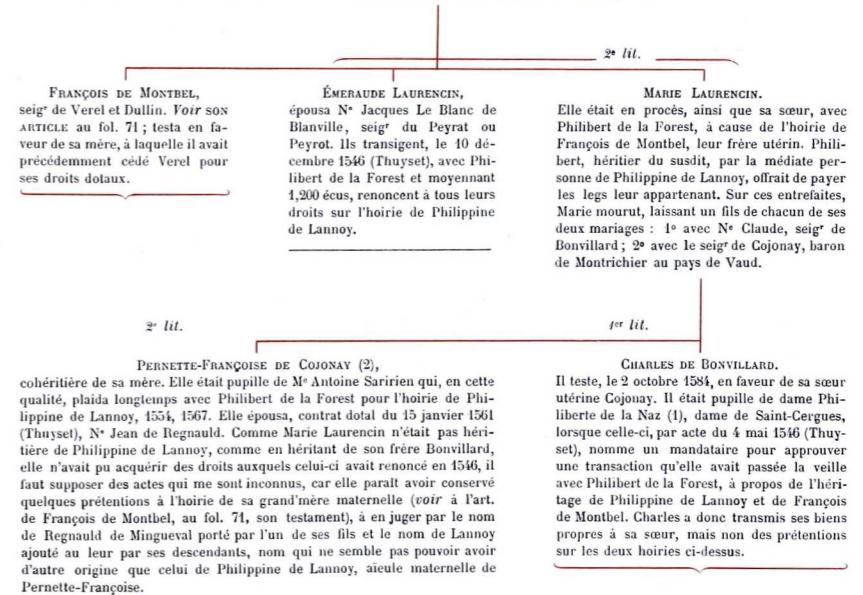 2e lit.
FRANÇOIS DE MONTBEL,
seigr de Verel et Dullin. Voir SON
ARTICLE au fol. 71 ; testa en fa-
veur de sa mère, à laquelle il avait
précédemment cédé Verel pour
ses droits dotaux.
ÉMERAUDE LAURENCIN,
épousa Ne Jacques Le Blanc de
Blanville, seigr du Peyrat ou
Peyrot. Ils transigent, le 10 dé-
cembre 1546 (Thuyset), avec Phi-
libert de la Forest et moyennant
1,200 écus, renoncent à tous leurs
droits sur l'hoirie de Philippine
de Lannoy.
MARIE LAURENCIN.
Elle était en procès, ainsi que sa sœur, avec
Philibert de la Forest, à cause de l'hoirie de
François de Montbel, leur frère utérin. Phili-
bert, héritier du susdit, par la médiate per-
sonne de Philippine de Lannoy, offrait de payer
les legs leur appartenant. Sur ces entrefaites,
Marie mourut, laissant un fils de chacun de ses
deux mariages : 1o avec Ne Claude, seigr de
Bonvillard ; 2o avec le seigr de Cojonay, baron
de Montrichier au pays de Vaud.
2e lit.
1er lit.
PERNETTE-FRANÇOISE DE COJONAY (2),
cohéritière de sa mère. Elle était pupille de Me Antoine Saririen qui, en cette
qualité, plaida longtemps avec Philibert de la Forest pour l'hoirie de Phi-
lippine de Lannoy, 1554, 1567. Elle épousa, contrat dotal du 15 janvier 1561
(Thuyset), Ne Jean de Regnauld. Comme Marie Laurencin n'était pas héri-
tière de Philippine de Lannoy, comme en héritant de son frère Bonvillard,
elle n'avait pu acquérir des droits auxquels celui-ci avait renoncé en 1546, il
faut supposer des actes qui me sont inconnus, car elle paraît avoir conservé
quelques prétentions à l'hoirie de sa grand'mère maternelle (voir à l'art.
de François de Montbel, au fol. 71, son testament), à en juger par le nom
de Regnauld de Mingueval porté par l'un de ses fils et le nom de Lannoy
ajouté au leur par ses descendants, nom qui ne semble pas pouvoir avoir
d'autre origine que celui de Philippine de Lannoy, aïeule maternelle de
Pernette-Françoise.
CHARLES DE BONVILLARD.
Il teste, le 2 octobre 1584, en faveur de sa sœur
utérine Cojonay. Il était pupille de dame Phi-
liberte de la Naz (1), dame de Saint-Cergues,
lorsque celle-ci, par acte du 4 mai 1546 (Thuy-
set), nomme un mandataire pour approuver
une transaction qu'elle avait passée la veille
avec Philibert de la Forest, à propos de l'héri-
tage de Philippine de Lannoy et de François
de Montbel. Charles a donc transmis ses biens
propres à sa sœur, mais non des prétentions
sur les deux hoiries ci-dessus.